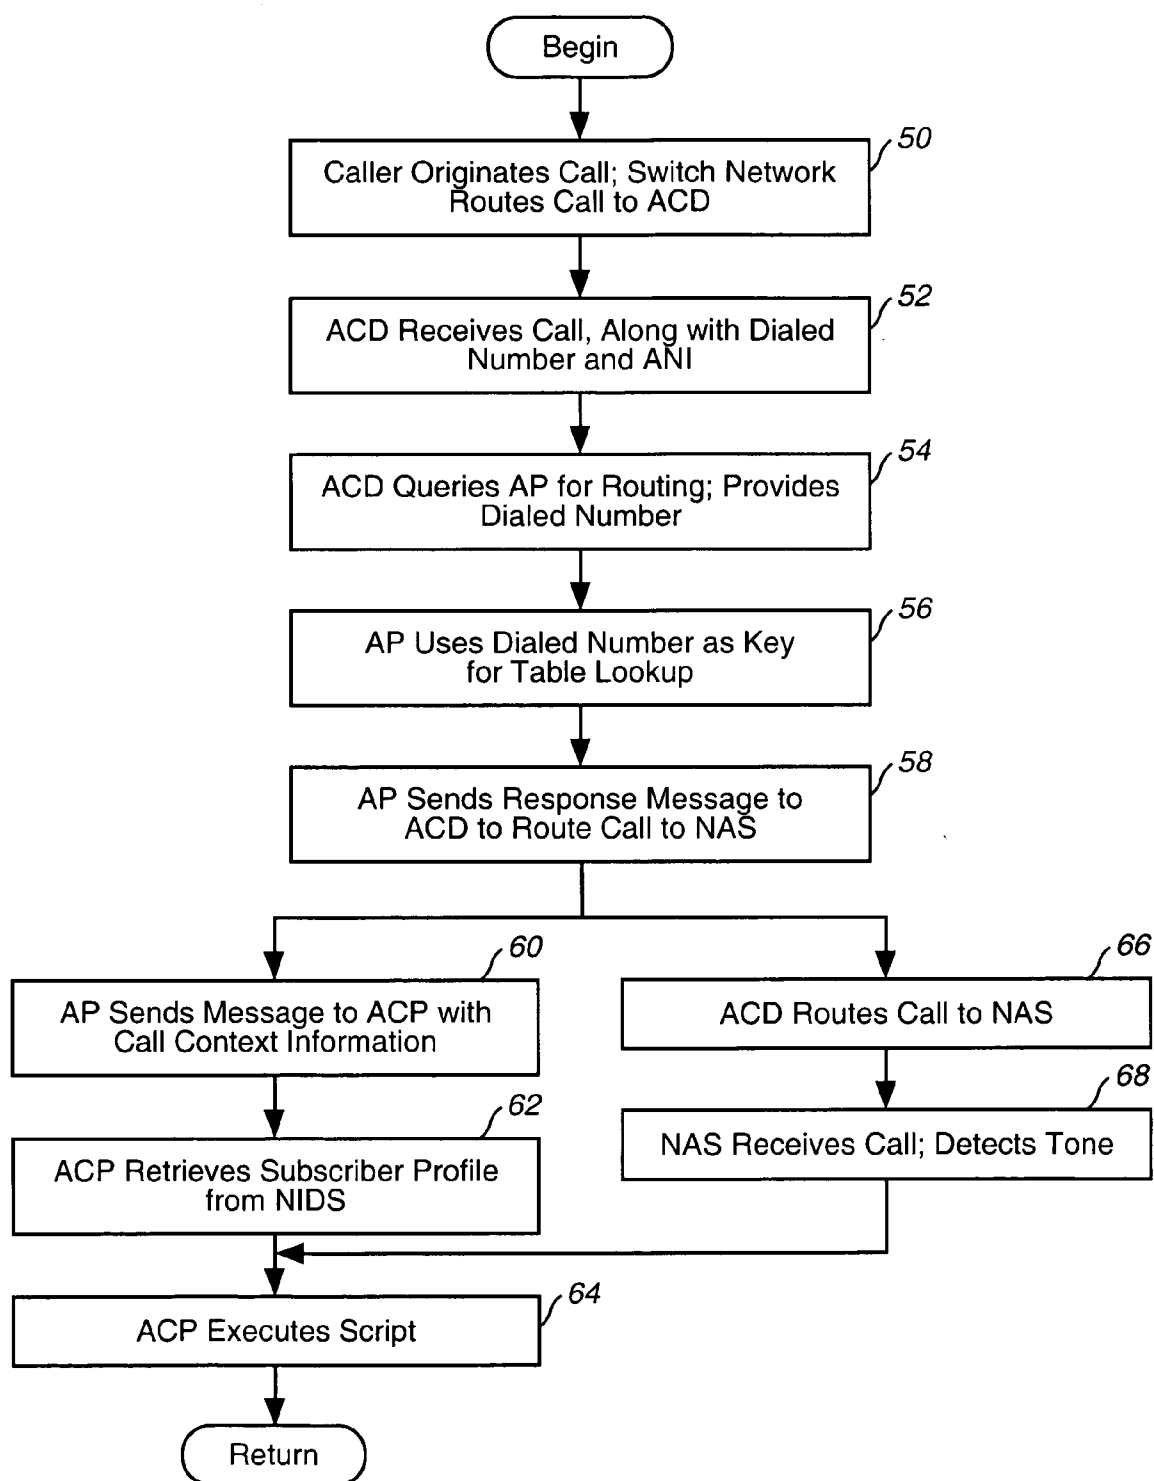 Begin
50
Caller Originates Call; Switch Network
Routes Call to ACD
52
ACD Receives Call, Along with Dialed
Number and ANI
54
ACD Queries AP for Routing; Provides
Dialed Number
56
AP Uses Dialed Number as Key
for Table Lookup
58
AP Sends Response Message to
ACD to Route Call to NAS
60
AP Sends Message to ACP with
Call Context Information
66
ACD Routes Call to NAS
62
ACP Retrieves Subscriber Profile
from NIDS
68
NAS Receives Call; Detects Tone
64
ACP Executes Script
Return